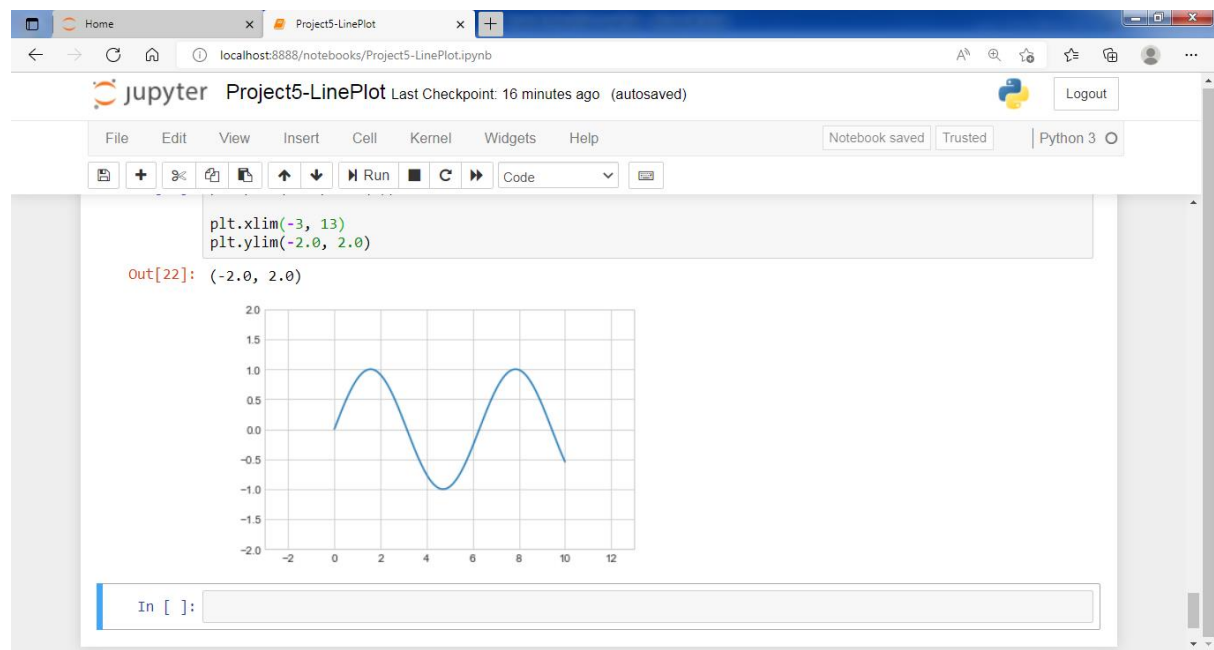 Home
Project5-LinePlot
localhost:8888/notebooks/Project5-LinePlot.ipynb
jupyter Project5-LinePlot Last Checkpoint: 16 minutes ago (autosaved)
Logout
File Edit View Insert Cell Kernel Widgets Help
Notebook saved Trusted Python 3
Run Code
plt.xlim(-3, 13)
plt.ylim(-2.0, 2.0)
Out[22]: (-2.0, 2.0)
2.0
1.5
1.0
0.5
0.0
−0.5
−1.0
−1.5
−2.0
−2 0 2 4 6 8 10 12
In [ ]: